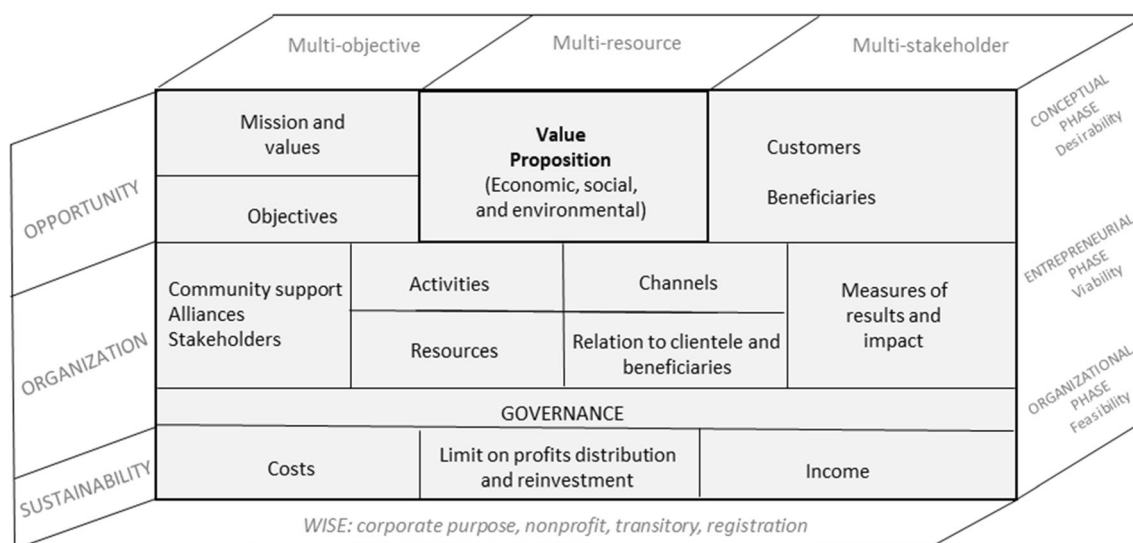 Multi-objective
Multi-resource
Multi-stakeholder
OPPORTUNITY
Mission and
values
Objectives
Value
Proposition
(Economic, social,
and environmental)
Customers
Beneficiaries
CONCEPTUAL
PHASE
Desirability
ORGANIZATION
Community support
Alliances
Stakeholders
Activities
Resources
Channels
Relation to clientele and
beneficiaries
Measures of
results and
impact
ENTREPRENEURIAL
PHASE
Viability
GOVERNANCE
SUSTAINABILITY
Costs
Limit on profits distribution
and reinvestment
Income
ORGANIZATIONAL
PHASE
Feasibility
WISE: corporate purpose, nonprofit, transitory, registration